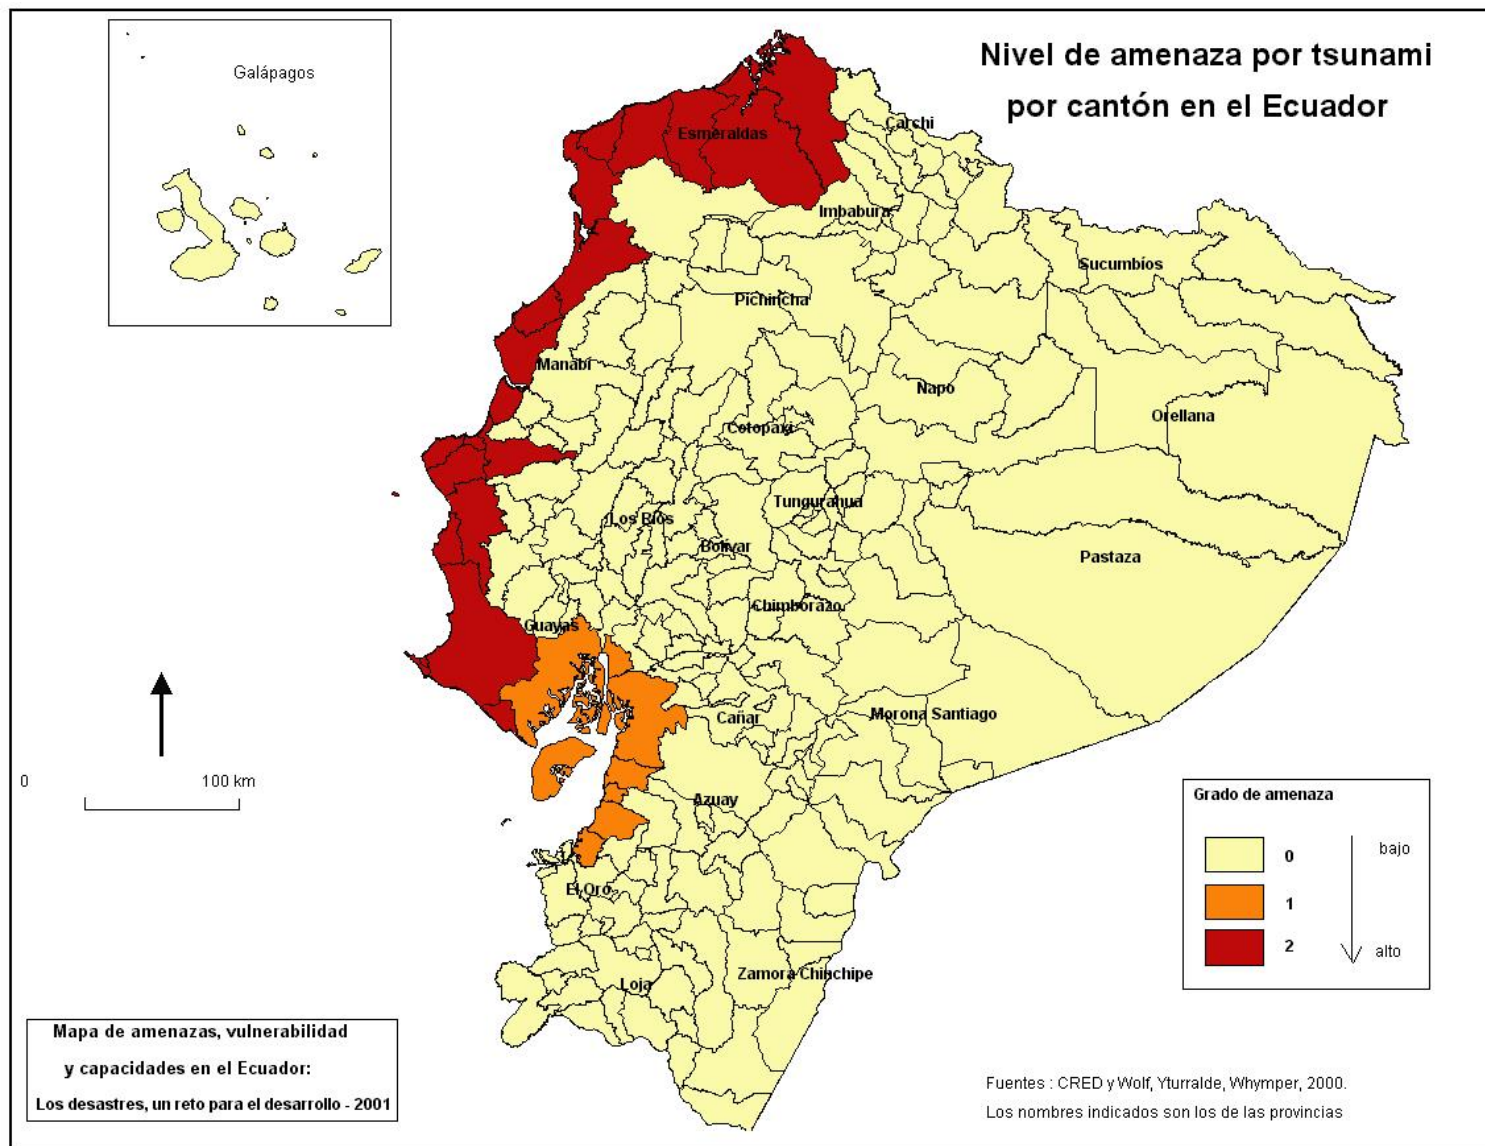 Nivel de amenaza por tsunami
por cantón en el Ecuador
Galápagos
Esmeraldas
Carchi
Imbabura
Sucumbíos
Pichincha
Manabí
Napo
Orellana
Cotopaxi
Tungurahua
Los Ríos
Bolívar
Pastaza
Chimborazo
Guayas
Cañar
Morona Santiago
Azuay
El Oro
Loja
Zamora Chinchipe
0 100 km
Grado de amenaza
0 bajo
1
2 alto
Mapa de amenazas, vulnerabilidad
y capacidades en el Ecuador:
Los desastres, un reto para el desarrollo - 2001
Fuentes : CRED y Wolf, Yturralde, Whymper, 2000.
Los nombres indicados son los de las provincias